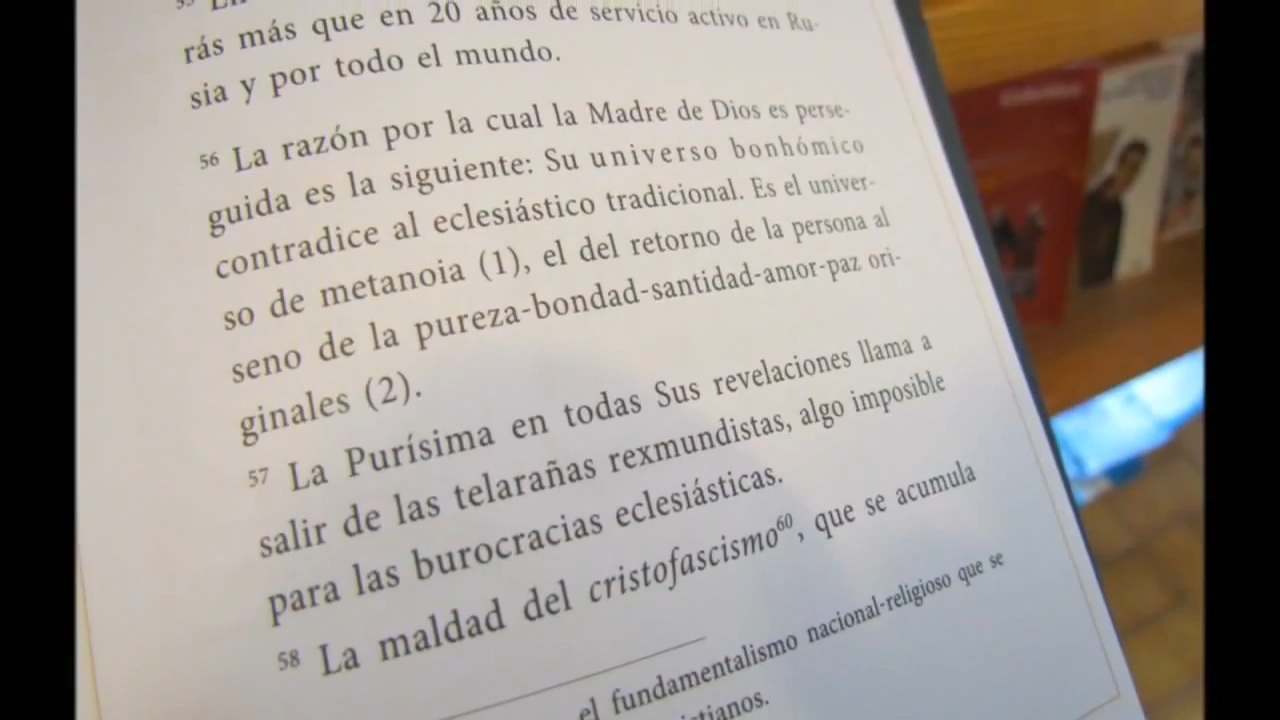 55
rás más que en 20 años de servicio activo en Ru-
sia y por todo el mundo.
56 La razón por la cual la Madre de Dios es perse-
guida es la siguiente: Su universo bonhómico
contradice al eclesiástico tradicional. Es el univer-
so de metanoia (1), el del retorno de la persona al
seno de la pureza-bondad-santidad-amor-paz ori-
ginales (2).
57 La Purísima en todas Sus revelaciones llama a
salir de las telarañas rexmundistas, algo imposible
para las burocracias eclesiásticas.
58 La maldad del cristofascismo60, que se acumula
el fundamentalismo nacional-religioso que se